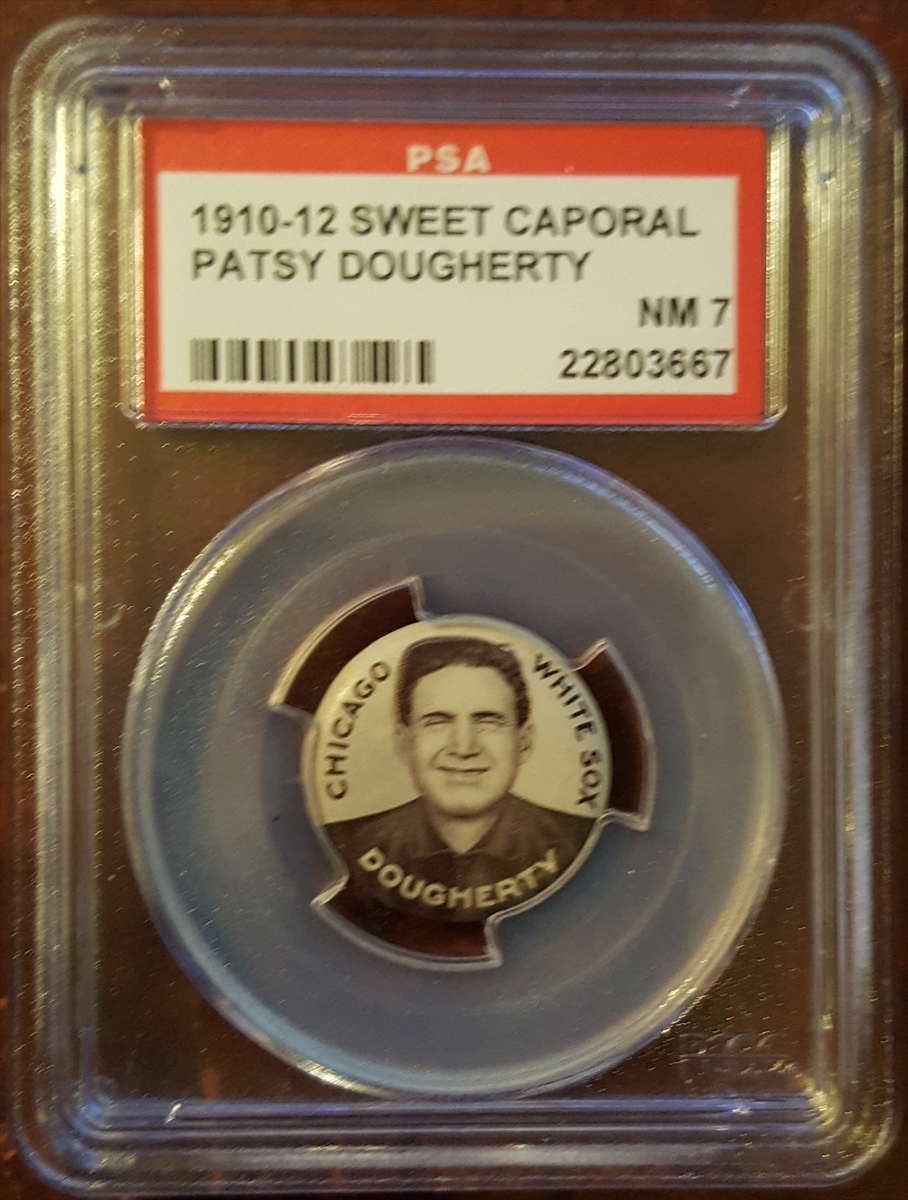 PSA
1910-12 SWEET CAPORAL
PATSY DOUGHERTY
NM 7
22803667
CHICAGO
WHITE SOX
DOUGHERTY